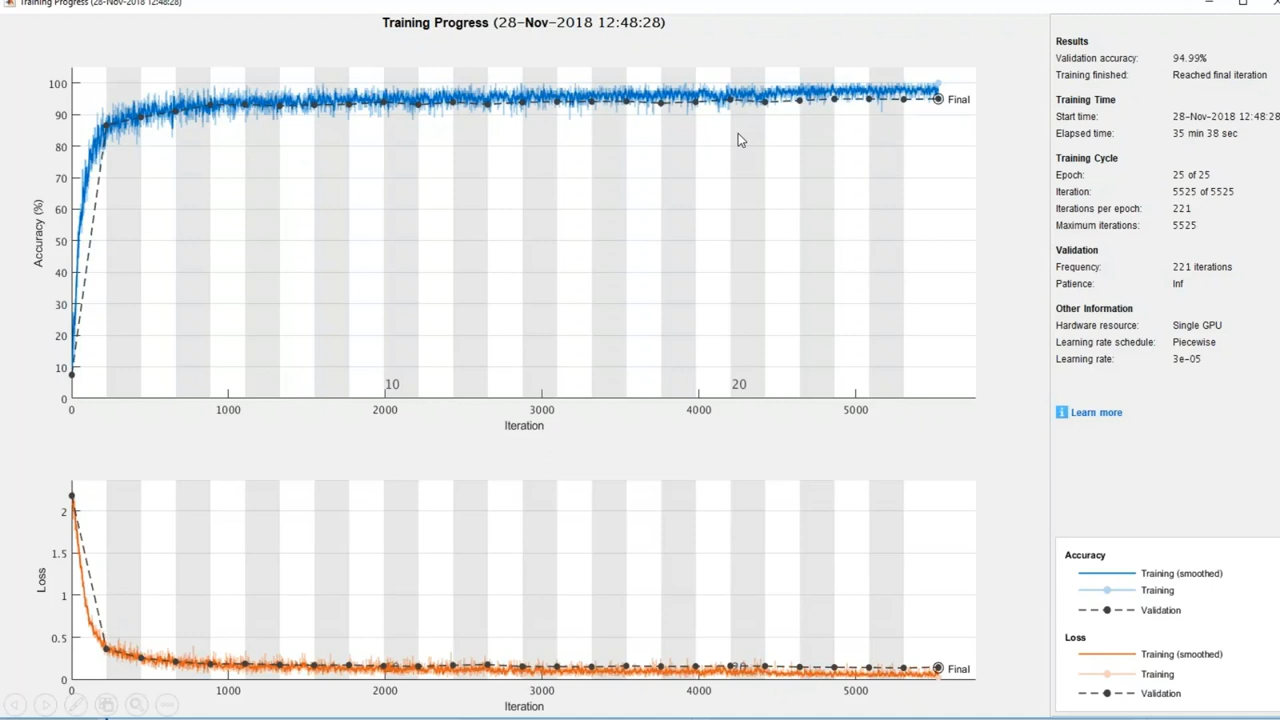 Training Progress (28-Nov-2018 12:48:28)
Training Progress (28-Nov-2018 12:48:28)
100
90
80
70
60
50
40
30
20
10
0
Accuracy (%)
Final
10
20
0
1000
2000
3000
4000
5000
Iteration
2
1.5
1
0.5
0
Loss
Final
10
20
0
1000
2000
3000
4000
5000
Iteration
Results
Validation accuracy: 94.99%
Training finished: Reached final iteration
Training Time
Start time: 28-Nov-2018 12:48:28
Elapsed time: 35 min 38 sec
Training Cycle
Epoch: 25 of 25
Iteration: 5525 of 5525
Iterations per epoch: 221
Maximum iterations: 5525
Validation
Frequency: 221 iterations
Patience: Inf
Other Information
Hardware resource: Single GPU
Learning rate schedule: Piecewise
Learning rate: 3e-05
i Learn more
Accuracy
Training (smoothed)
Training
Validation
Loss
Training (smoothed)
Training
Validation